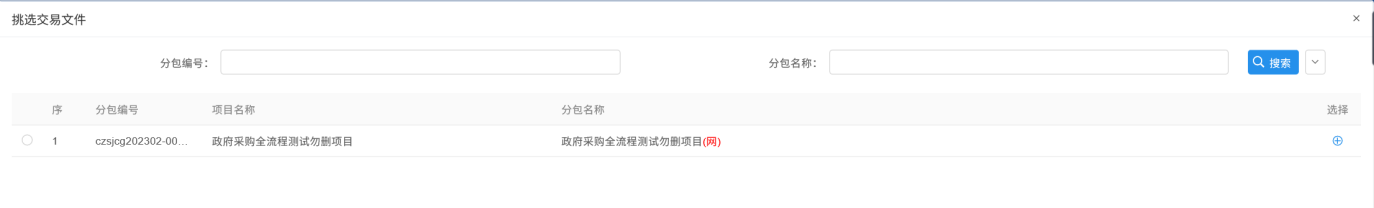 挑选交易文件
分包编号：
分包名称：
搜索
序 分包编号 项目名称 分包名称 选择
1 czsjcg202302-00... 政府采购全流程测试勿删项目 政府采购全流程测试勿删项目(网)